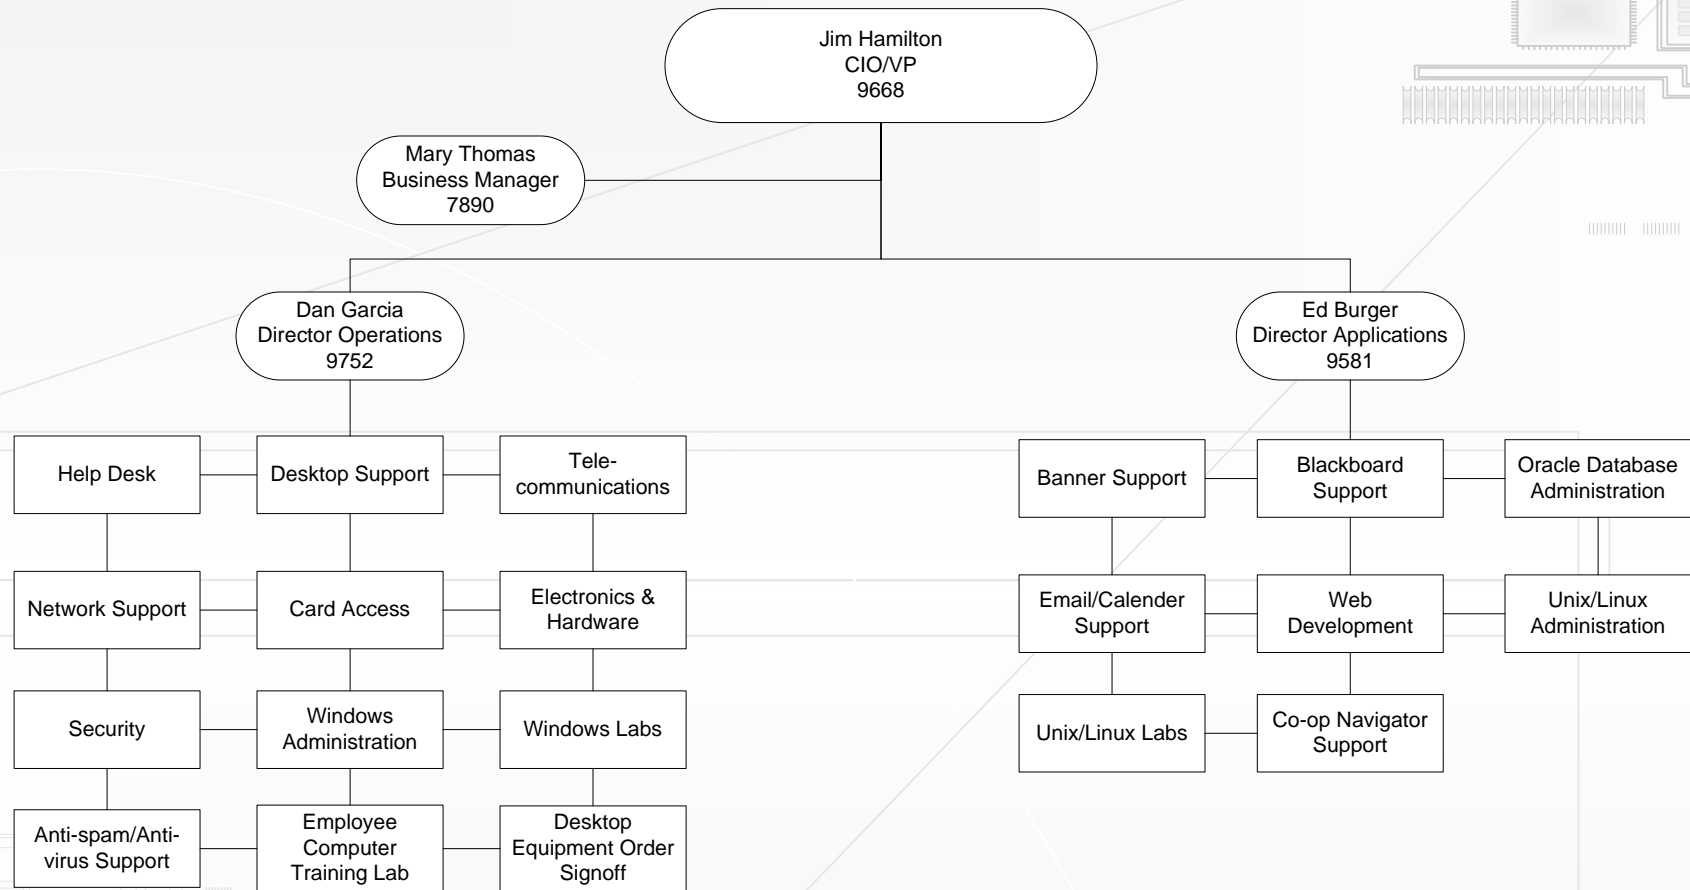 Jim Hamilton
CIO/VP
9668
Mary Thomas
Business Manager
7890
Dan Garcia
Director Operations
9752
Ed Burger
Director Applications
9581
Help Desk
Desktop Support
Tele-
communications
Banner Support
Blackboard
Support
Oracle Database
Administration
Network Support
Card Access
Electronics &
Hardware
Email/Calender
Support
Web
Development
Unix/Linux
Administration
Security
Windows
Administration
Windows Labs
Unix/Linux Labs
Co-op Navigator
Support
Anti-spam/Anti-
virus Support
Employee
Computer
Training Lab
Desktop
Equipment Order
Signoff